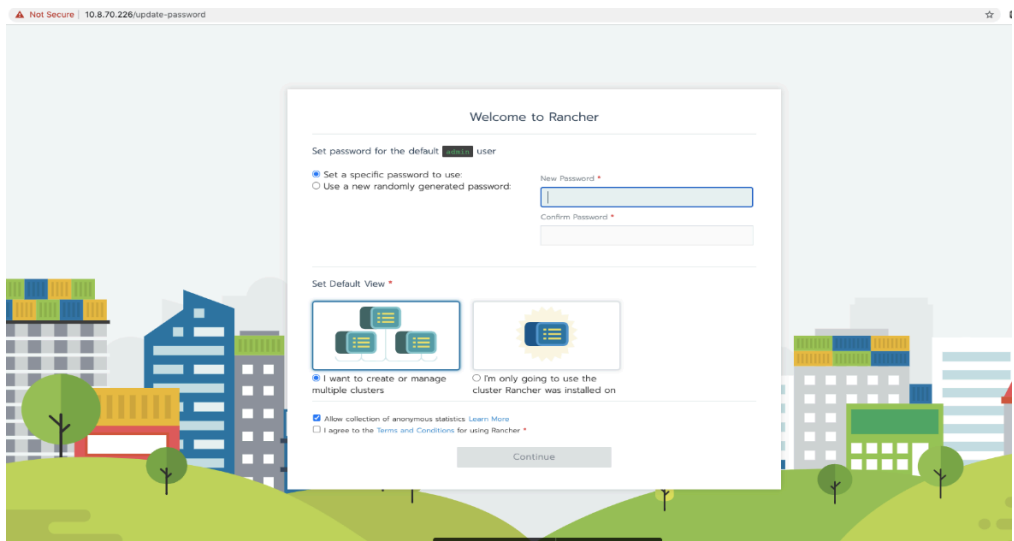 Not Secure | 10.8.70.226/update-password
Welcome to Rancher
Set password for the default admin user
Set a specific password to use:
Use a new randomly generated password:
New Password *
Confirm Password *
Set Default View *
I want to create or manage
multiple clusters
I'm only going to use the
cluster Rancher was installed on
Allow collection of anonymous statistics Learn More
I agree to the Terms and Conditions for using Rancher *
Continue